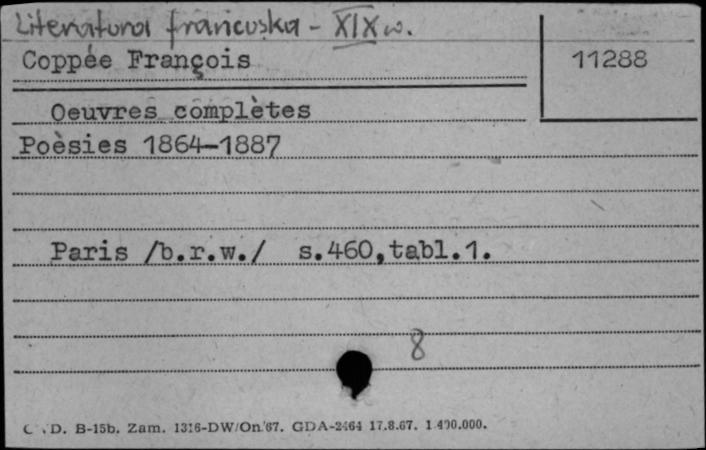 Literatura francuska - XIX w.
Coppée François 11288
Oeuvres complètes
Poèsies 1864-1887
Paris /b.r.w./ s.460,tabl.1.
8
D. B-15b. Zam. 1316-DW/On/67. GDA-2464 17.8.67. 1.400.000.